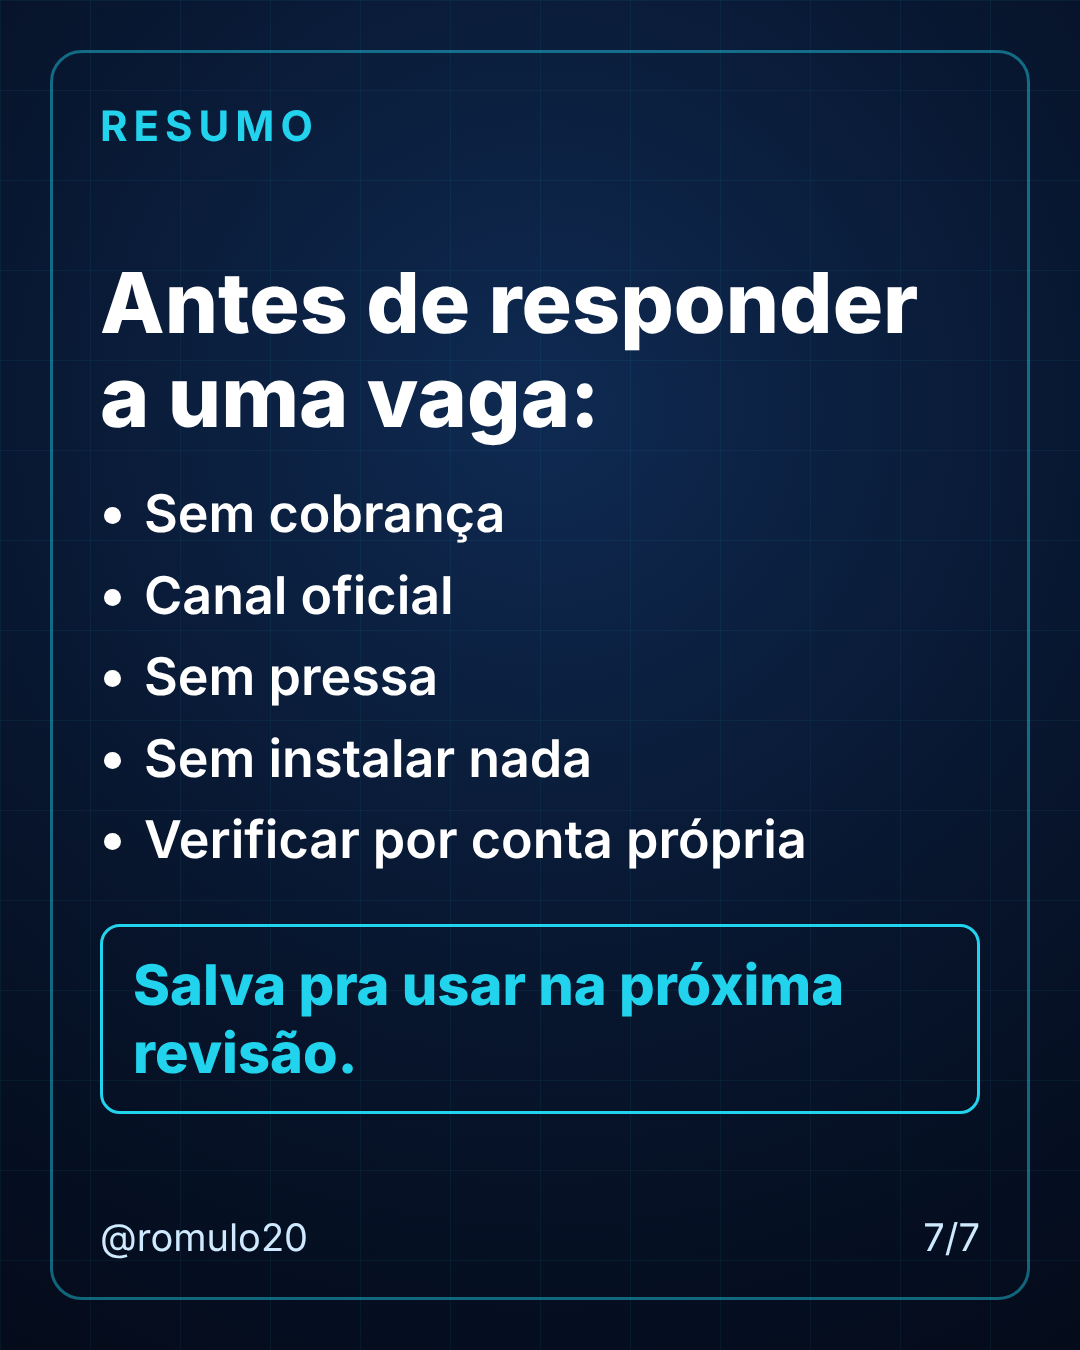 RESUMO
Antes de responder
a uma vaga:
• Sem cobrança
• Canal oficial
• Sem pressa
• Sem instalar nada
• Verificar por conta própria
Salva pra usar na próxima
revisão.
@romulo20
7/7